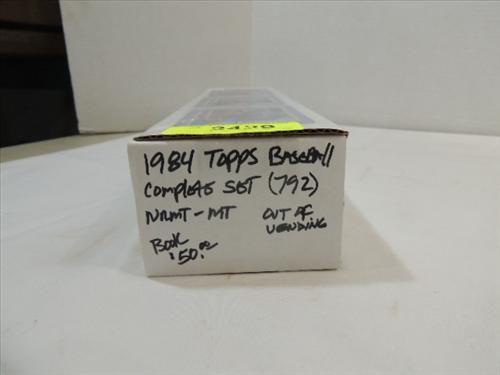 1984 TOPPS BASEBALL
COMPLETE SET (792)
NRMT-MT OUT OF
VENDING
BOOK
$50.00